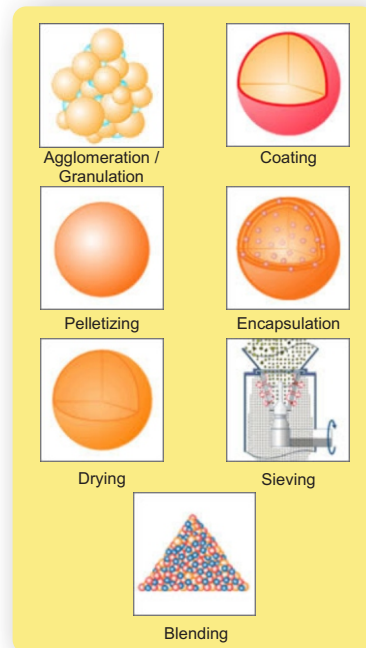 Agglomeration /
Granulation
Coating
Pelletizing
Encapsulation
Drying
Sieving
Blending